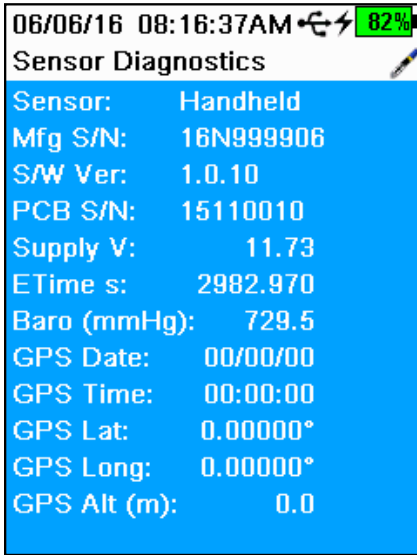 06/06/16 08:16:37AM 82%
Sensor Diagnostics
Sensor: Handheld
Mfg S/N: 16N999906
S/W Ver: 1.0.10
PCB S/N: 15110010
Supply V: 11.73
ETime s: 2982.970
Baro (mmHg): 729.5
GPS Date: 00/00/00
GPS Time: 00:00:00
GPS Lat: 0.00000°
GPS Long: 0.00000°
GPS Alt (m): 0.0